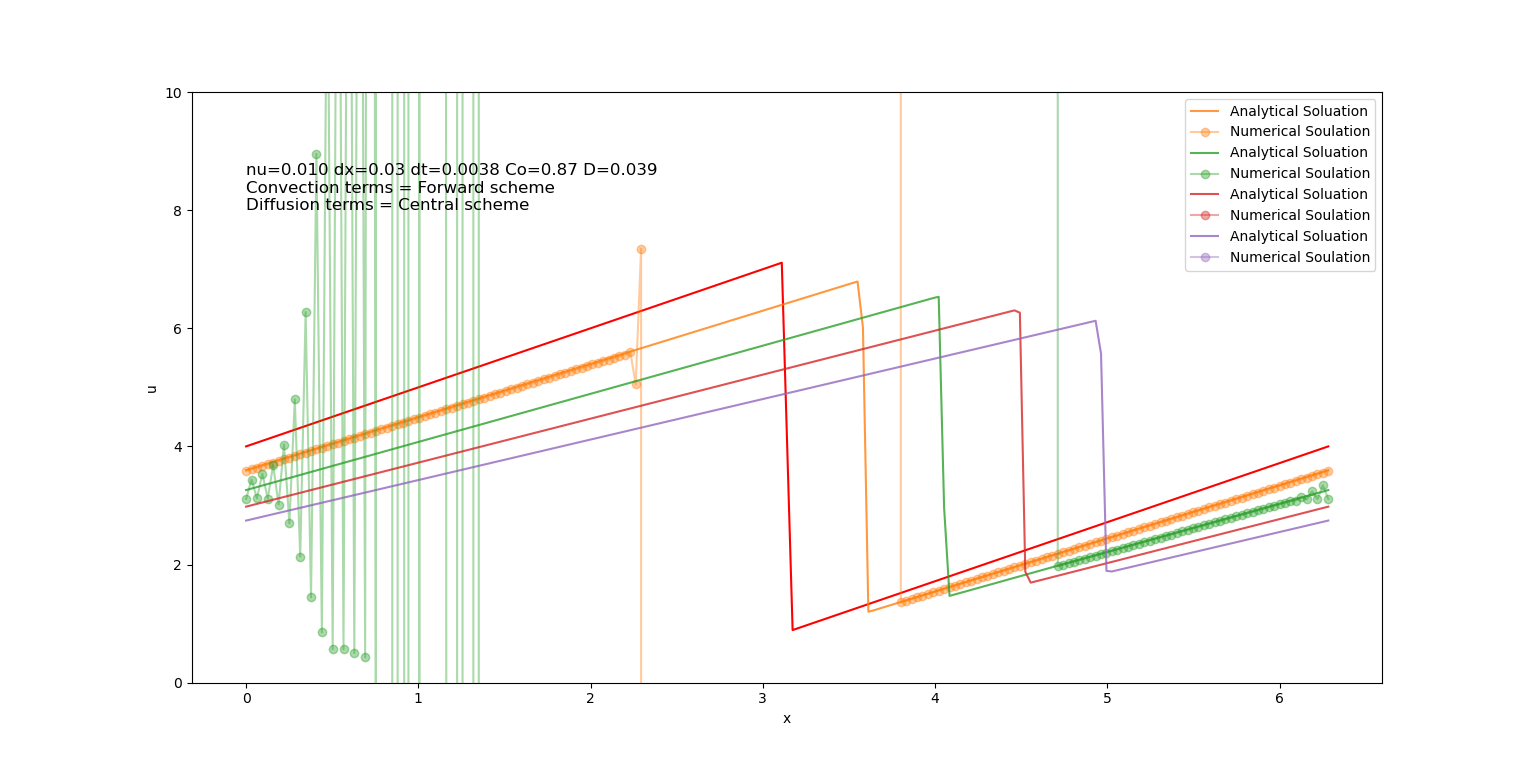 10
8
6
4
2
0
u
nu=0.010 dx=0.03 dt=0.0038 Co=0.87 D=0.039
Convection terms = Forward scheme
Diffusion terms = Central scheme
Analytical Soluation
Numerical Soulation
Analytical Soluation
Numerical Soulation
Analytical Soluation
Numerical Soulation
Analytical Soluation
Numerical Soulation
0 1 2 3 4 5 6
x